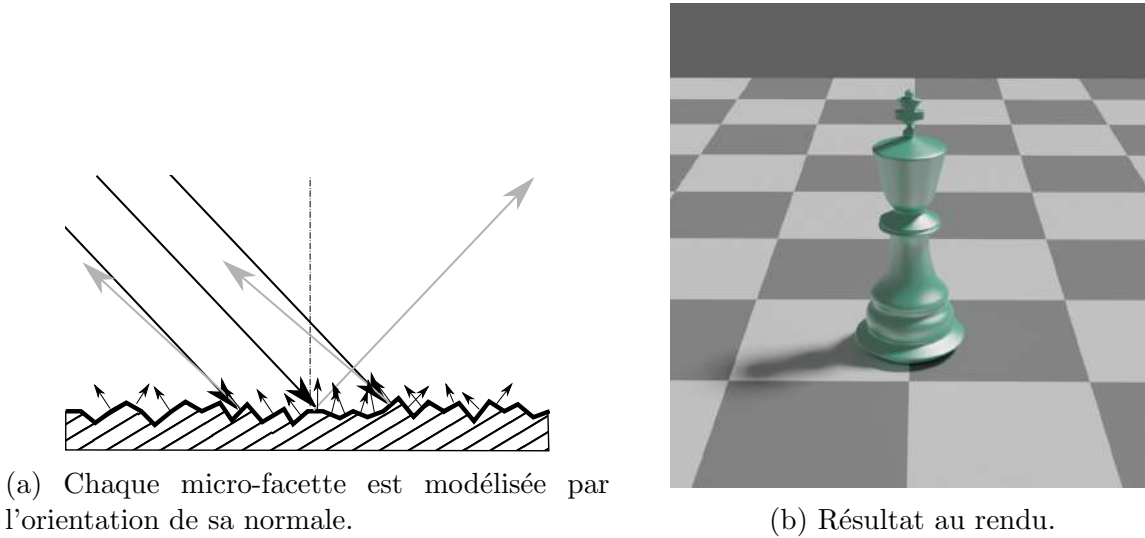 (a) Chaque micro-facette est modélisée par
l'orientation de sa normale.
(b) Résultat au rendu.